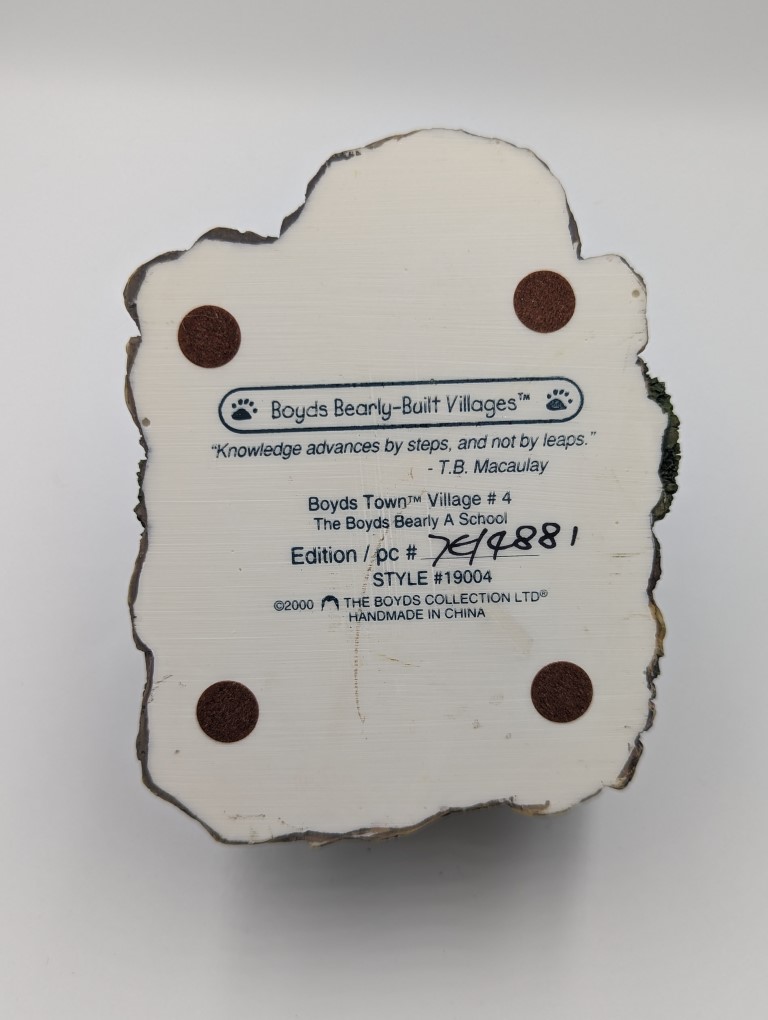 Boyds Bearly-Built Villages™
"Knowledge advances by steps, and not by leaps."
- T.B. Macaulay
Boyds Town™ Village # 4
The Boyds Bearly A School
Edition / pc # 7E/4881
STYLE #19004
©2000 THE BOYDS COLLECTION LTD®
HANDMADE IN CHINA